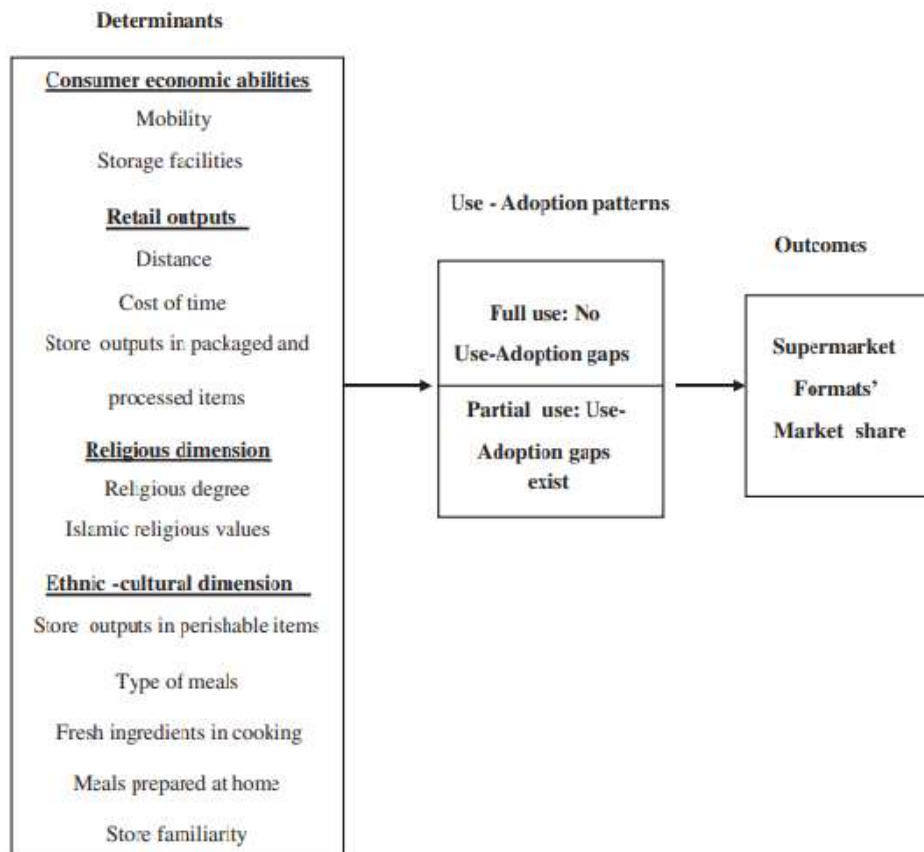 Determinants
Consumer economic abilities
Mobility
Storage facilities
Retail outputs
Distance
Cost of time
Store outputs in packaged and
processed items
Religious dimension
Religious degree
Islamic religious values
Ethnic -cultural dimension
Store outputs in perishable items
Type of meals
Fresh ingredients in cooking
Meals prepared at home
Store familiarity
Use - Adoption patterns
Full use: No
Use-Adoption gaps
Partial use: Use-
Adoption gaps
exist
Outcomes
Supermarket
Formats’
Market share